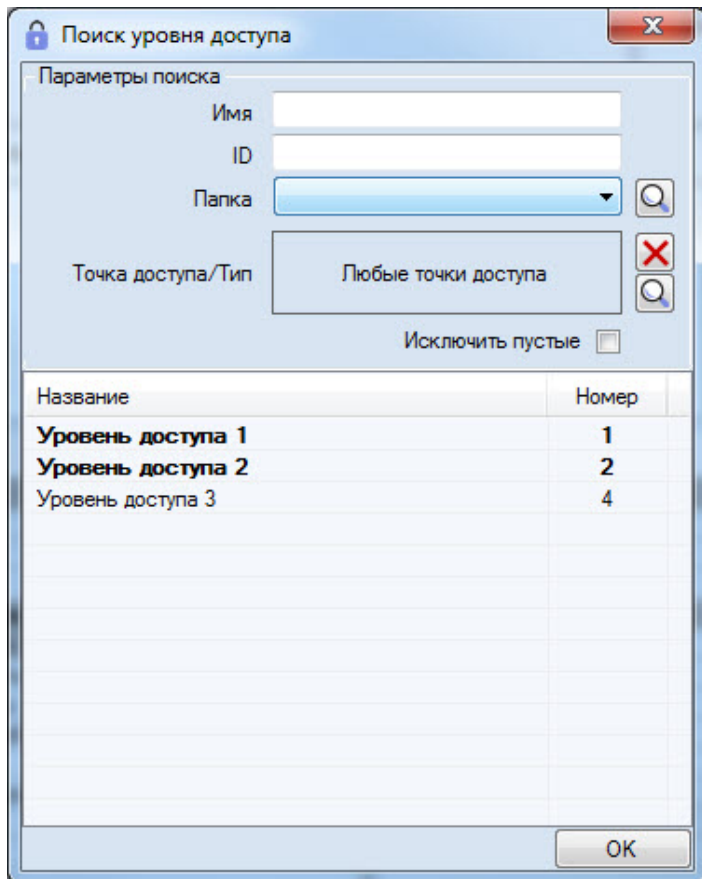 Поиск уровня доступа
Параметры поиска
Имя
ID
Папка
Точка доступа/Тип Любые точки доступа
Исключить пустые
Название Номер
Уровень доступа 1 1
Уровень доступа 2 2
Уровень доступа 3 4
OK